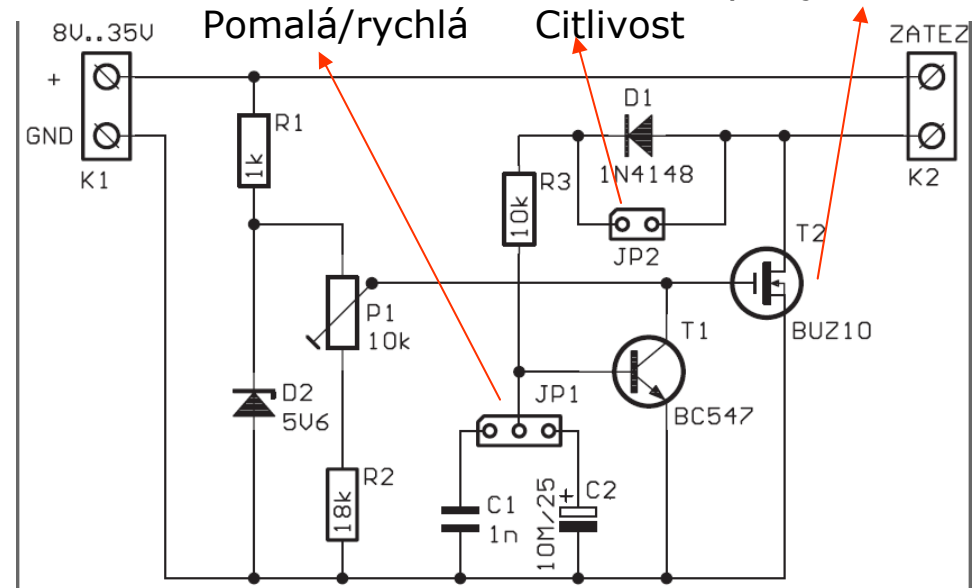 Pomalá/rychlá Citlivost
8V..35V
ZATEZ
+
GND
K1
K2
R1
1k
D1
1N4148
R3
10k
JP2
T2
BUZ10
P1
10k
T1
BC547
JP1
D2
5V6
R2
18k
C1
1n
10M/25
+
C2